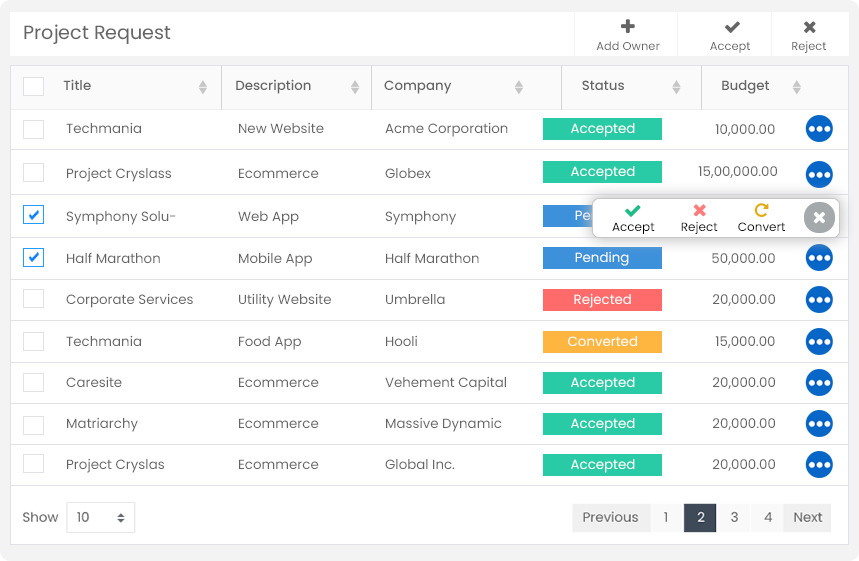 Project Request
Add Owner Accept Reject
Title Description Company Status Budget
Techmania New Website Acme Corporation Accepted 10,000.00
Project Cryslass Ecommerce Globex Accepted 15,00,000.00
Symphony Solu- Web App Symphony Accept Reject Convert
Half Marathon Mobile App Half Marathon Pending 50,000.00
Corporate Services Utility Website Umbrella Rejected 20,000.00
Techmania Food App Hooli Converted 15,000.00
Caresite Ecommerce Vehement Capital Accepted 20,000.00
Matriarchy Ecommerce Massive Dynamic Accepted 20,000.00
Project Cryslas Ecommerce Global Inc. Accepted 20,000.00
Show 10 Previous 1 2 3 4 Next